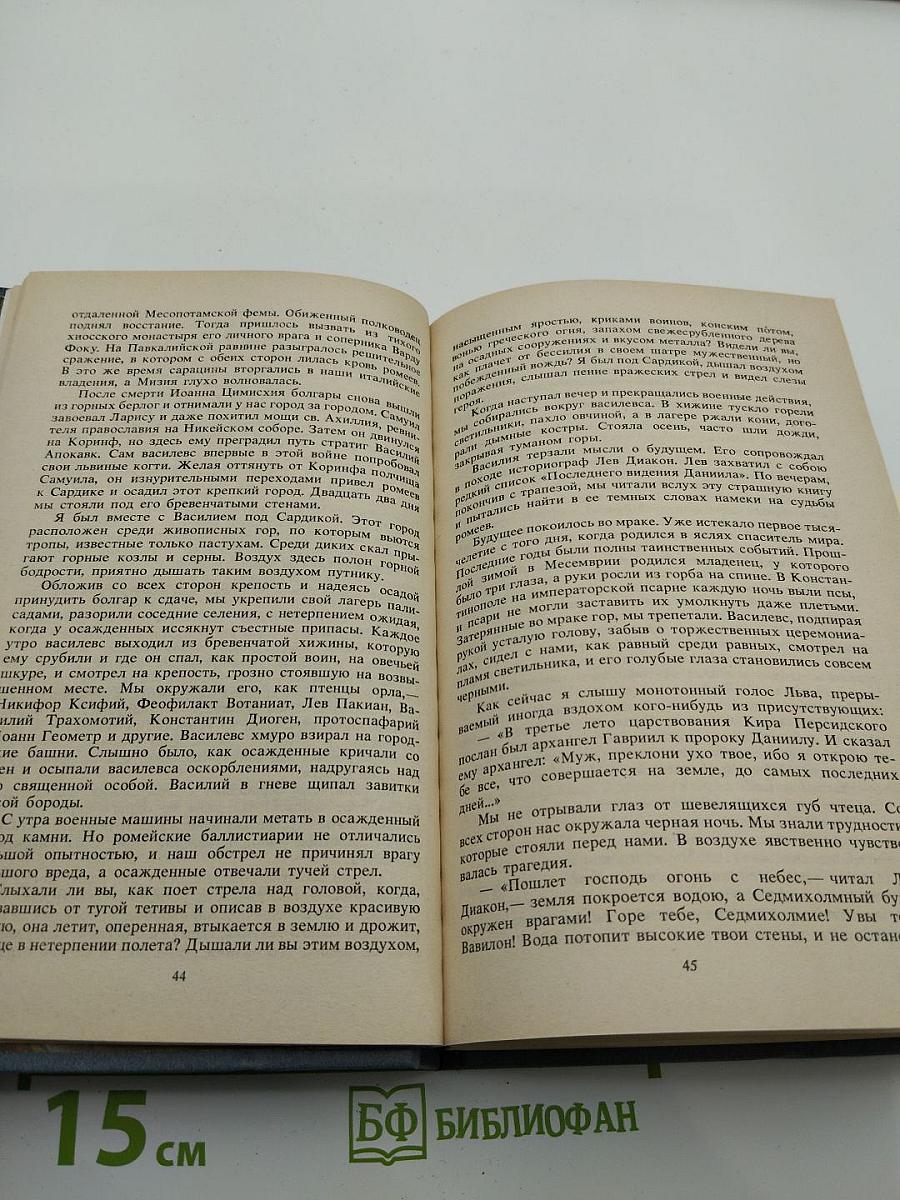 отдаленной Месопотамской фемы. Обиженный полководец
поднял восстание. Тогда пришлось вызвать из тихого
хиосского монастыря его личного врага и соперника Варду
Фоку. На Павкалийской равнине разыгралось решительное
сражение, в котором с обеих сторон лилась кровь ромеев.
В это же время сарацины вторгались в наши италийские
владения, а Мизия глухо волновалась.
После смерти Иоанна Цимисхия болгары снова вышли
из горных берлог и отнимали у нас город за городом. Самуил
завоевал Ларису и даже похитил мощи св. Ахиллия, ревни-
теля православия на Никейском соборе. Затем он двинулся
на Коринф, но здесь ему преградил путь стратиг Василий
Апокавк. Сам василевс впервые в этой войне попробовал
свои львиные когти. Желая оттянуть от Коринфа полчища
Самуила, он изнурительными переходами привел ромеев
к Сардике и осадил этот крепкий город. Двадцать два дня
мы стояли под его бревенчатыми стенами.
Я был вместе с Василием под Сардикой. Этот город
расположен среди живописных гор, по которым вьются
тропы, известные только пастухам. Среди диких скал пры-
гают горные козлы и серны. Воздух здесь полон горной
бодрости, приятно дышать таким воздухом путнику.
Обложив со всех сторон крепость и надеясь осадой
принудить болгар к сдаче, мы укрепили свой лагерь пали-
садами, разорили соседние селения, с нетерпением ожидая,
когда у осажденных иссякнут съестные припасы. Каждое
утро василевс выходил из бревенчатой хижины, которую
ему срубили и где он спал, как простой воин, на овечьей
шкуре, и смотрел на крепость, грозно стоявшую на возвы-
шенном месте. Мы окружали его, как птенцы орла,—
Никифор Ксифий, Феофилакт Вотаниат, Лев Пакиан, Ва-
силий Трахомотий, Константин Диоген, протоспафарий
Иоанн Геометр и другие. Василевс хмуро взирал на город-
кие башни. Слышно было, как осажденные кричали со
ен и осыпали василевса оскорблениями, надругаясь над
о священной особой. Василий в гневе щипал завитки
ой бороды.
С утра военные машины начинали метать в осажденный
од камни. Но ромейские баллистиарии не отличались
ьшой опытностью, и наш обстрел не причинял врагу
ьшого вреда, а осажденные отвечали тучей стрел.
лыхали ли вы, как поет стрела над головой, когда,
вавшись от тугой тетивы и описав в воздухе красивую
ю, она летит, оперенная, втыкается в землю и дрожит,
ще в нетерпении полета? Дышали ли вы этим воздухом,
44
насыщенным яростью, криками воинов, конским потом,
вонью греческого огня, запахом свежесрубленного дерева
на осадных сооружениях и вкусом металла? Видели ли вы,
как плачет от бессилия в своем шатре мужественный, но
побежденный вождь? Я был под Сардикой, дышал воздухом
поражения, слышал пение вражеских стрел и видел слезы
героя.
Когда наступал вечер и прекращались военные действия,
мы собирались вокруг василевса. В хижине тускло горели
светильники, пахло овчиной, а в лагере ржали кони, дого-
рали дымные костры. Стояла осень, часто шли дожди,
закрывая туманом горы.
Василия терзали мысли о будущем. Его сопровождал
в походе историограф Лев Диакон. Лев захватил с собою
редкий список «Последнего видения Даниила». По вечерам,
покончив с трапезой, мы читали вслух эту страшную книгу
и пытались найти в ее темных словах намеки на судьбы
ромеев.
Будущее покоилось во мраке. Уже истекало первое тыся-
челетие с того дня, когда родился в яслях спаситель мира.
Последние годы были полны таинственных событий. Прош-
лой зимой в Месемврии родился младенец, у которого
было три глаза, а руки росли из горба на спине. В Констан-
тинополе на императорской псарне каждую ночь выли псы,
и псари не могли заставить их умолкнуть даже плетьми.
Затерянные во мраке гор, мы трепетали. Василевс, подпирая
рукой усталую голову, забыв о торжественных церемониа-
лах, сидел с нами, как равный среди равных, смотрел на
пламя светильника, и его голубые глаза становились совсем
черными.
Как сейчас я слышу монотонный голос Льва, преры-
ваемый иногда вздохом кого-нибудь из присутствующих:
— «В третье лето царствования Кира Персидского
послан был архангел Гавриил к пророку Даниилу. И сказал
ему архангел: «Муж, преклони ухо твое, ибо я открою те-
бе все, что совершается на земле, до самых последних
дней...»
Мы не отрывали глаз от шевелящихся губ чтеца. Со
всех сторон нас окружала черная ночь. Мы знали трудности
которые стояли перед нами. В воздухе явственно чувство
валась трагедия.
— «Пошлет господь огонь с небес,— читал Л
Диакон,— земля покроется водою, а Седмихолмный бу
окружен врагами! Горе тебе, Седмихолмие! Увы те
Вавилон! Вода потопит высокие твои стены, и не остан
45
15 см
БФ БИБЛИОФАН